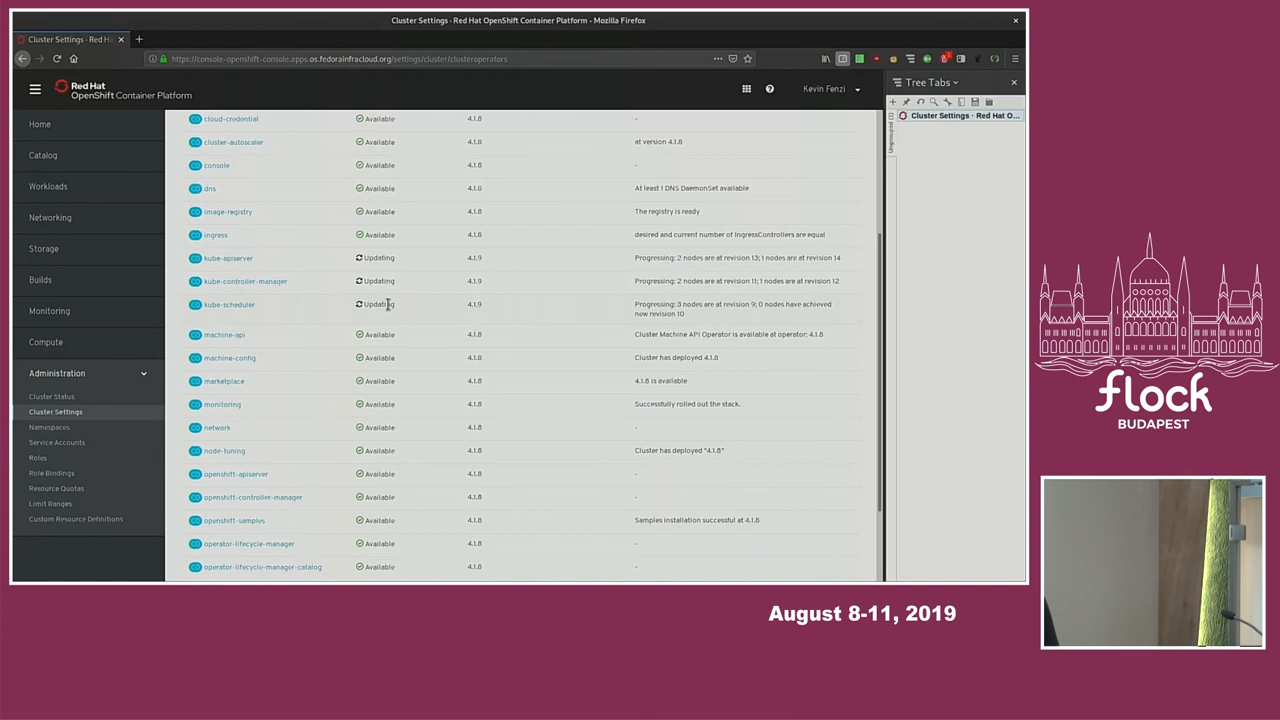 Cluster Settings · Red Hat OpenShift Container Platform - Mozilla Firefox
Cluster Settings · Red H
https://console-openshift-console.apps.os.fedorainfracloud.org/settings/cluster/clusteroperators
Red Hat
OpenShift Container Platform
Kevin Fenzi
Tree Tabs
Cluster Settings · Red Hat O...
Ungrouped (1)
Home
Catalog
Workloads
Networking
Storage
Builds
Monitoring
Compute
Administration
Cluster Status
Cluster Settings
Namespaces
Service Accounts
Roles
Role Bindings
Resource Quotas
Limit Ranges
Custom Resource Definitions
cloud-credential Available 4.1.8 -
cluster-autoscaler Available 4.1.8 at version 4.1.8
console Available 4.1.8 -
dns Available 4.1.8 At least 1 DNS DaemonSet available
image-registry Available 4.1.8 The registry is ready
ingress Available 4.1.8 desired and current number of IngressControllers are equal
kube-apiserver Updating 4.1.9 Progressing: 2 nodes are at revision 13; 1 nodes are at revision 14
kube-controller-manager Updating 4.1.9 Progressing: 2 nodes are at revision 11; 1 nodes are at revision 12
kube-scheduler Updating 4.1.9 Progressing: 3 nodes are at revision 9; 0 nodes have achieved
new revision 10
machine-api Available 4.1.8 Cluster Machine API Operator is available at operator: 4.1.8
machine-config Available 4.1.8 Cluster has deployed 4.1.8
marketplace Available 4.1.8 4.1.8 is available
monitoring Available 4.1.8 Successfully rolled out the stack.
network Available 4.1.8 -
node-tuning Available 4.1.8 Cluster has deployed "4.1.8"
openshift-apiserver Available 4.1.8 -
openshift-controller-manager Available 4.1.8 -
openshift-samples Available 4.1.8 Samples installation successful at 4.1.8
operator-lifecycle-manager Available 4.1.8 -
operator-lifecycle-manager-catalog Available 4.1.8 -
flock
BUDAPEST
August 8-11, 2019